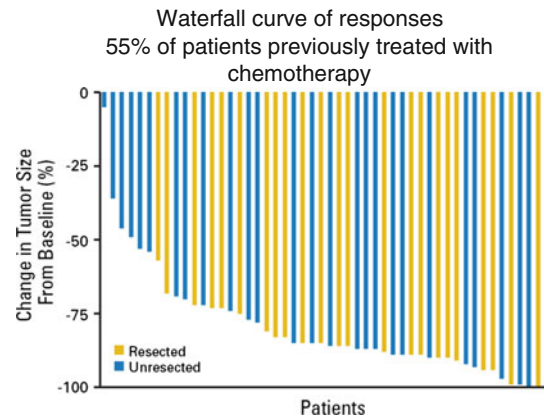 Waterfall curve of responses
55% of patients previously treated with
chemotherapy
Change in Tumor Size
From Baseline (%)
0
-25
-50
-75
-100
Resected
Unresected
Patients